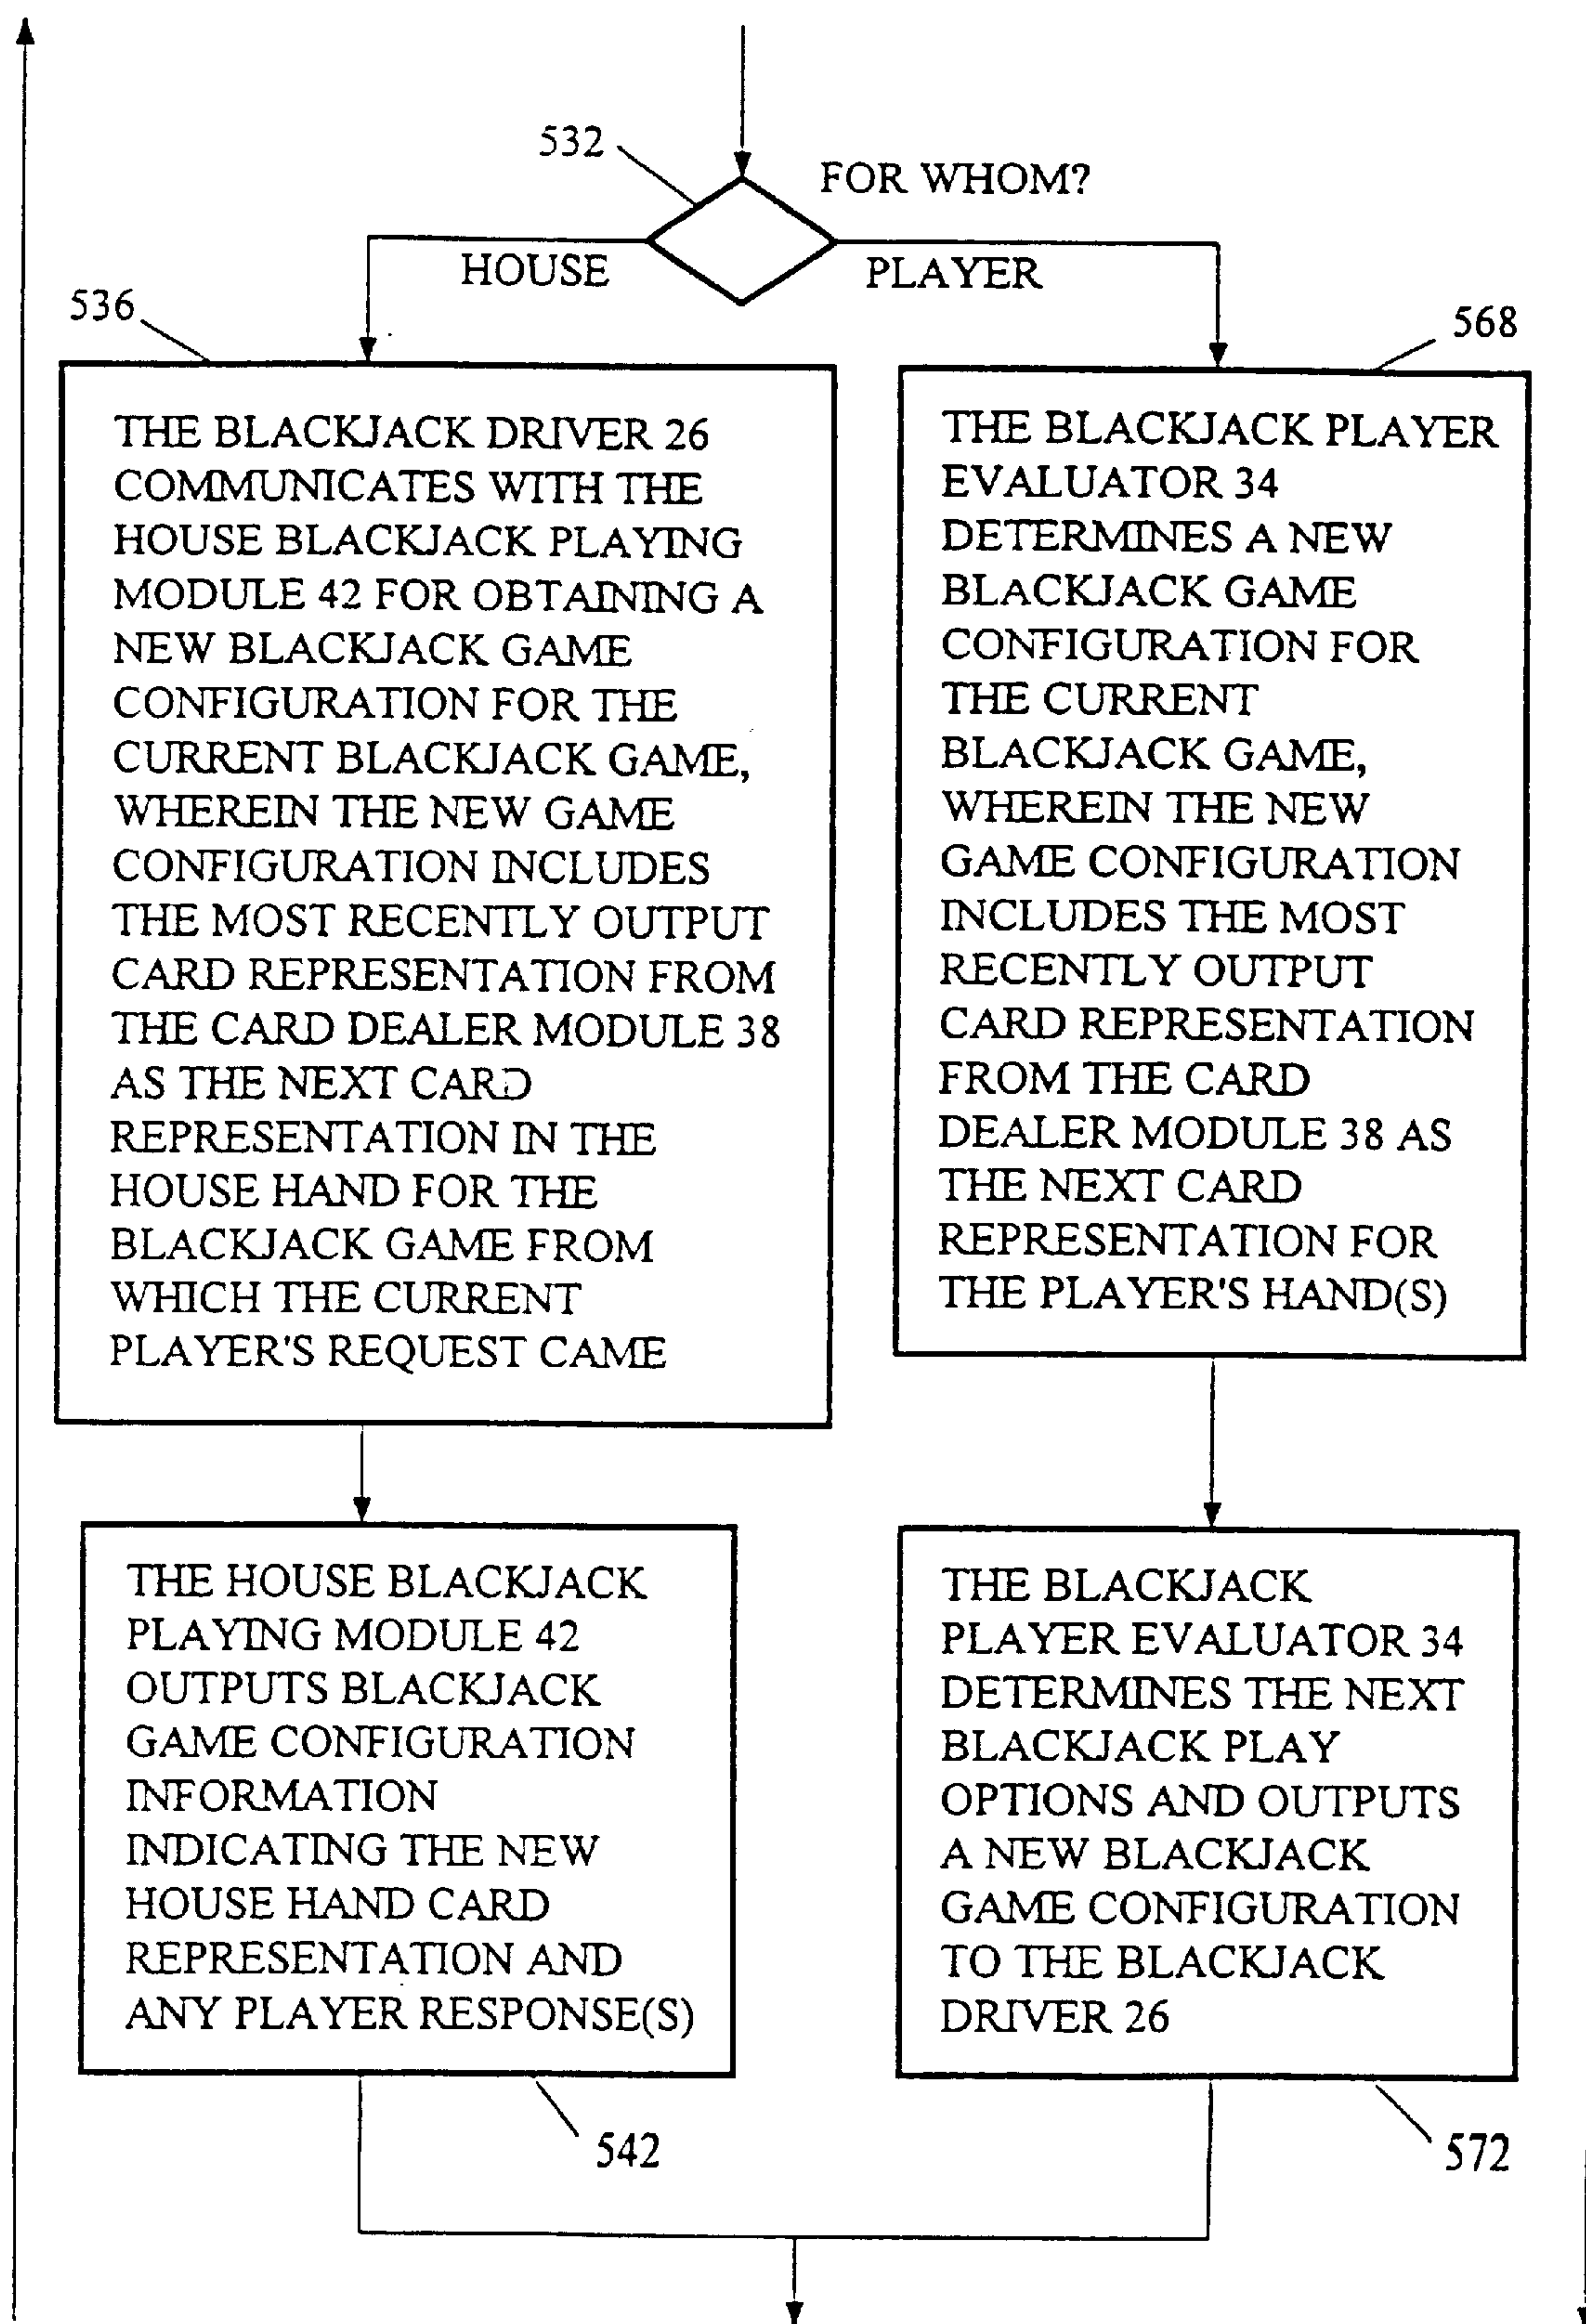 532
FOR WHOM?
HOUSE
PLAYER
536
568
THE BLACKJACK DRIVER 26
COMMUNICATES WITH THE
HOUSE BLACKJACK PLAYING
MODULE 42 FOR OBTAINING A
NEW BLACKJACK GAME
CONFIGURATION FOR THE
CURRENT BLACKJACK GAME,
WHEREIN THE NEW GAME
CONFIGURATION INCLUDES
THE MOST RECENTLY OUTPUT
CARD REPRESENTATION FROM
THE CARD DEALER MODULE 38
AS THE NEXT CARD
REPRESENTATION IN THE
HOUSE HAND FOR THE
BLACKJACK GAME FROM
WHICH THE CURRENT
PLAYER'S REQUEST CAME
THE BLACKJACK PLAYER
EVALUATOR 34
DETERMINES A NEW
BLACKJACK GAME
CONFIGURATION FOR
THE CURRENT
BLACKJACK GAME,
WHEREIN THE NEW
GAME CONFIGURATION
INCLUDES THE MOST
RECENTLY OUTPUT
CARD REPRESENTATION
FROM THE CARD
DEALER MODULE 38 AS
THE NEXT CARD
REPRESENTATION FOR
THE PLAYER'S HAND(S)
THE HOUSE BLACKJACK
PLAYING MODULE 42
OUTPUTS BLACKJACK
GAME CONFIGURATION
INFORMATION
INDICATING THE NEW
HOUSE HAND CARD
REPRESENTATION AND
ANY PLAYER RESPONSE(S)
THE BLACKJACK
PLAYER EVALUATOR 34
DETERMINES THE NEXT
BLACKJACK PLAY
OPTIONS AND OUTPUTS
A NEW BLACKJACK
GAME CONFIGURATION
TO THE BLACKJACK
DRIVER 26
542
572